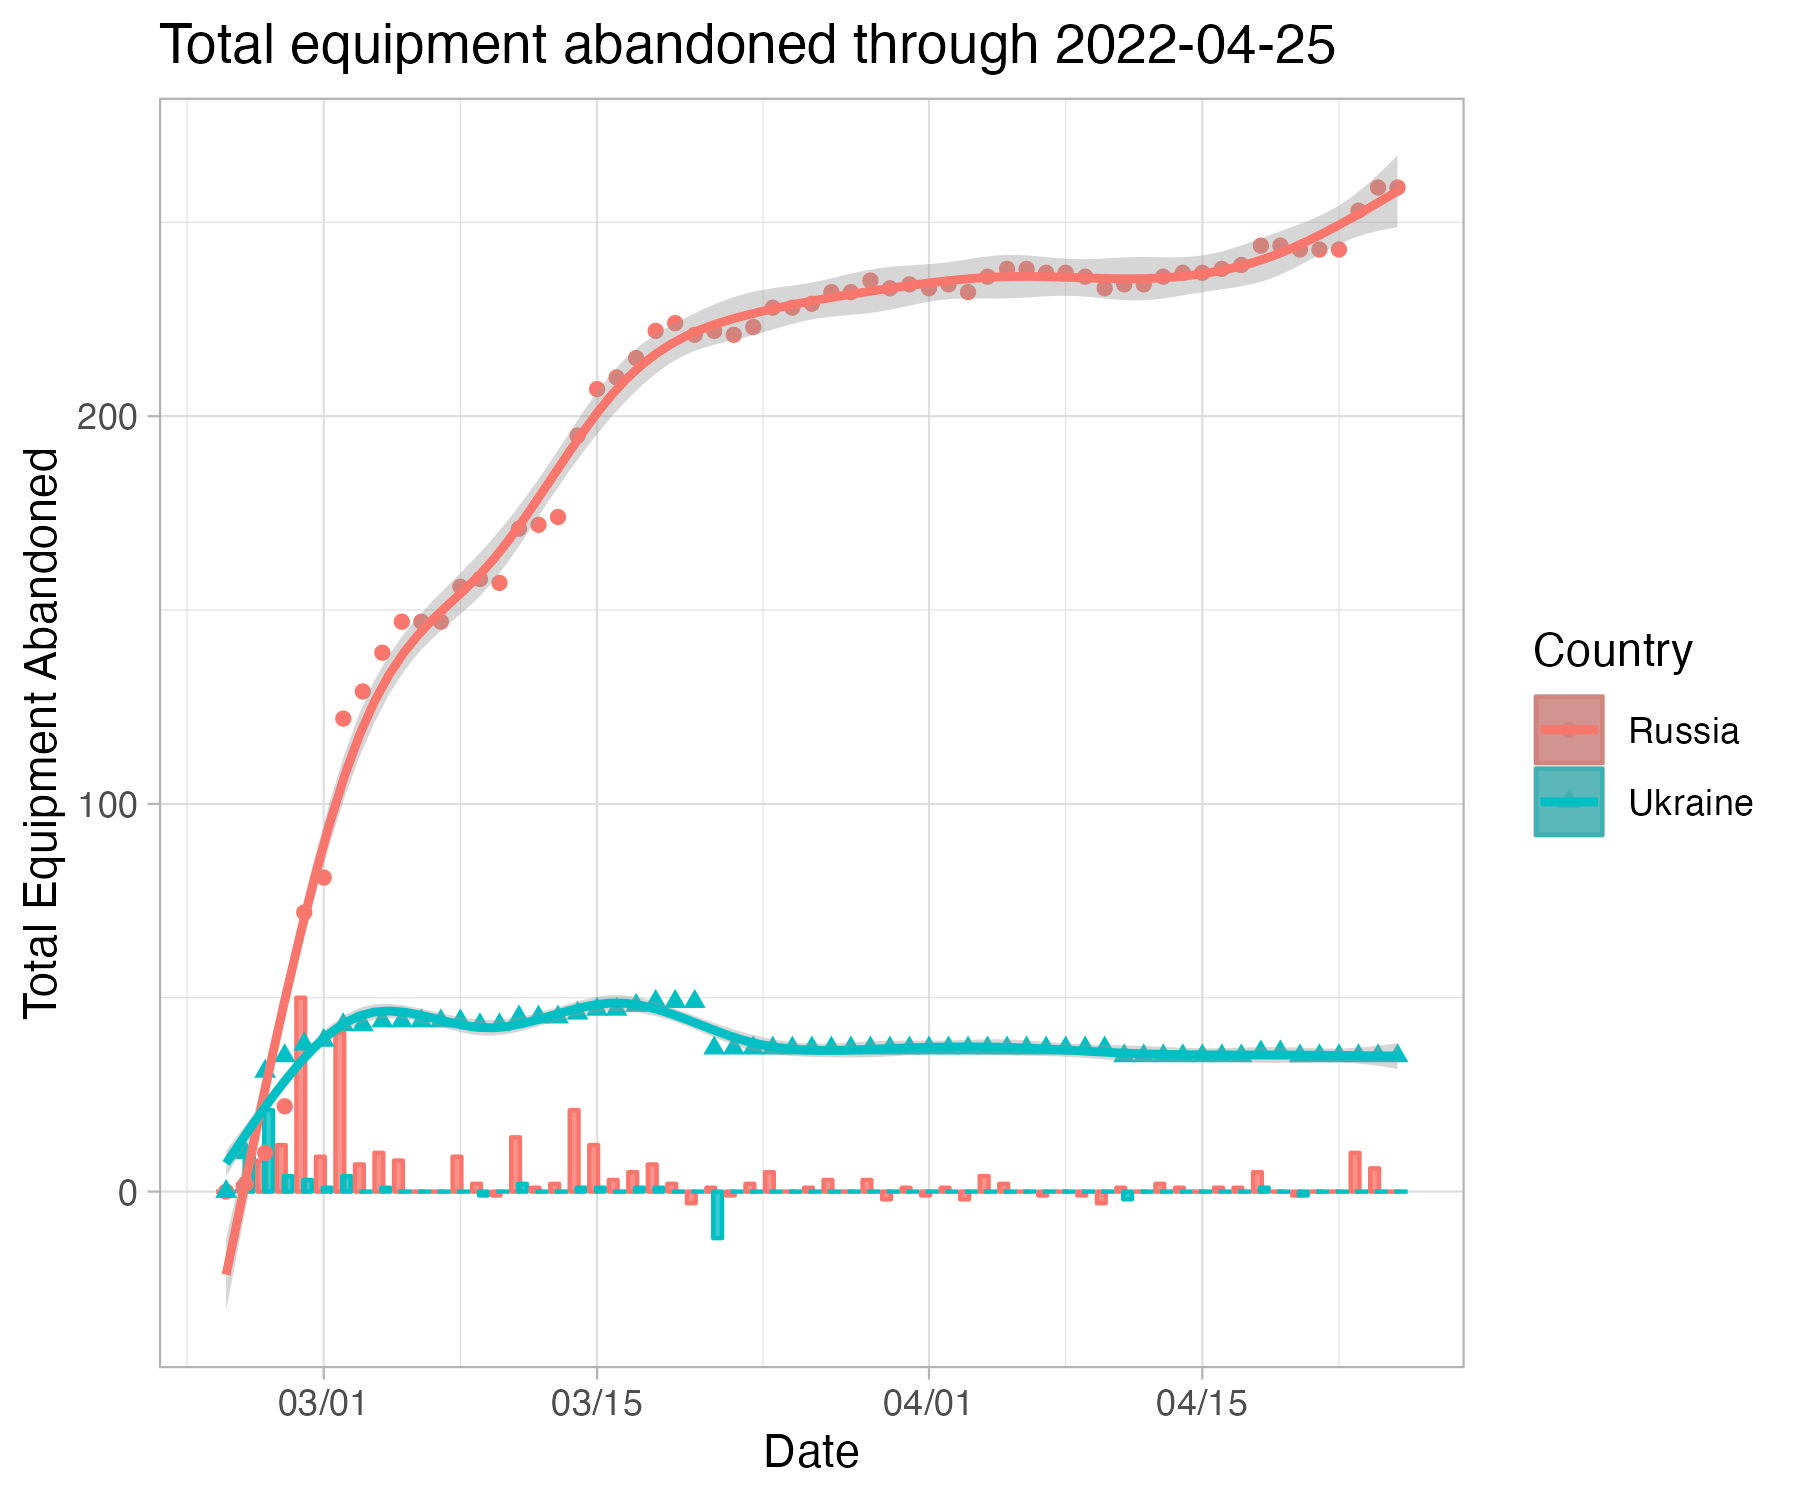 Total equipment abandoned through 2022-04-25
Total Equipment Abandoned
200
100
0
03/01
03/15
04/01
04/15
Date
Country
Russia
Ukraine